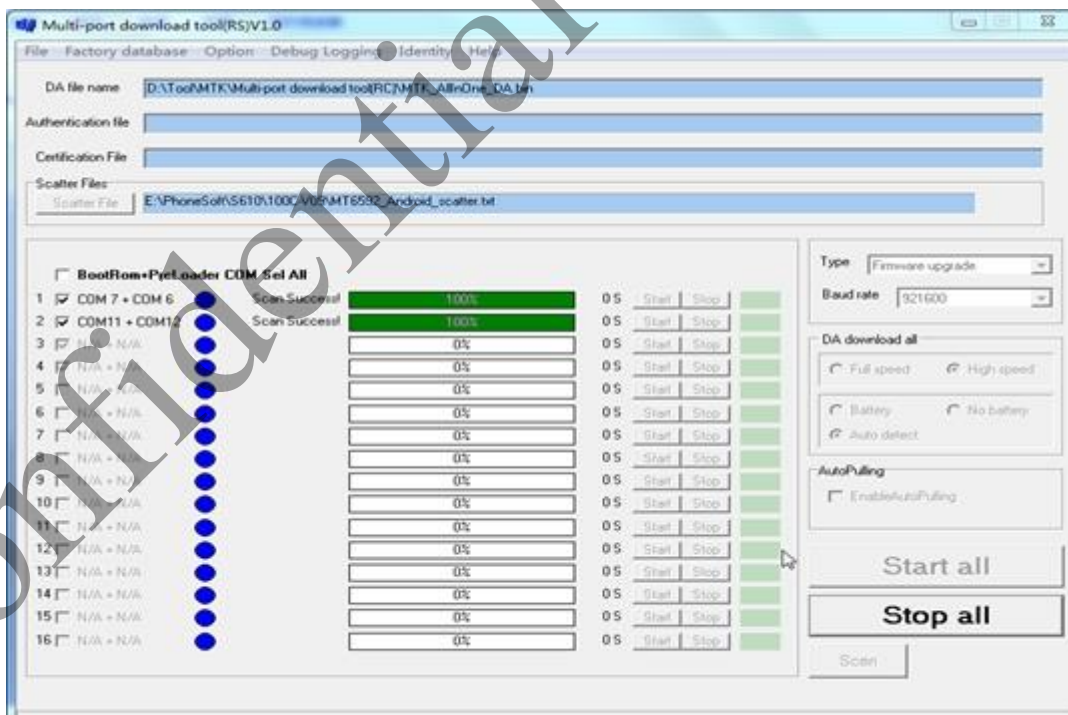 Multi-port download tool(RS)V1.0
File Factory database Option Debug Logging Identity Help
DA file name D:\Tool\MTK\Multi-port download tool(RC)\MTK_AllInOne_DA.bin
Authentication file
Certification File
Scatter Files
Scatter File E:\PhoneSoft\S610\100C-V05\MT6592_Android_scatter.txt
BootRom+PreLoader COM Sel All
1 COM 7 + COM 6 Scan Success! 100% 0 S Start Stop
2 COM11 + COM12 Scan Success! 100% 0 S Start Stop
3 N/A + N/A 0% 0 S Start Stop
4 N/A + N/A 0% 0 S Start Stop
5 N/A + N/A 0% 0 S Start Stop
6 N/A + N/A 0% 0 S Start Stop
7 N/A + N/A 0% 0 S Start Stop
8 N/A + N/A 0% 0 S Start Stop
9 N/A + N/A 0% 0 S Start Stop
10 N/A + N/A 0% 0 S Start Stop
11 N/A + N/A 0% 0 S Start Stop
12 N/A + N/A 0% 0 S Start Stop
13 N/A + N/A 0% 0 S Start Stop
14 N/A + N/A 0% 0 S Start Stop
15 N/A + N/A 0% 0 S Start Stop
16 N/A + N/A 0% 0 S Start Stop
Type Firmware upgrade
Baud rate 921600
DA download all
Full speed High speed
Battery No battery
Auto detect
AutoPulling
EnableAutoPulling
Start all
Stop all
Scan
onfidential